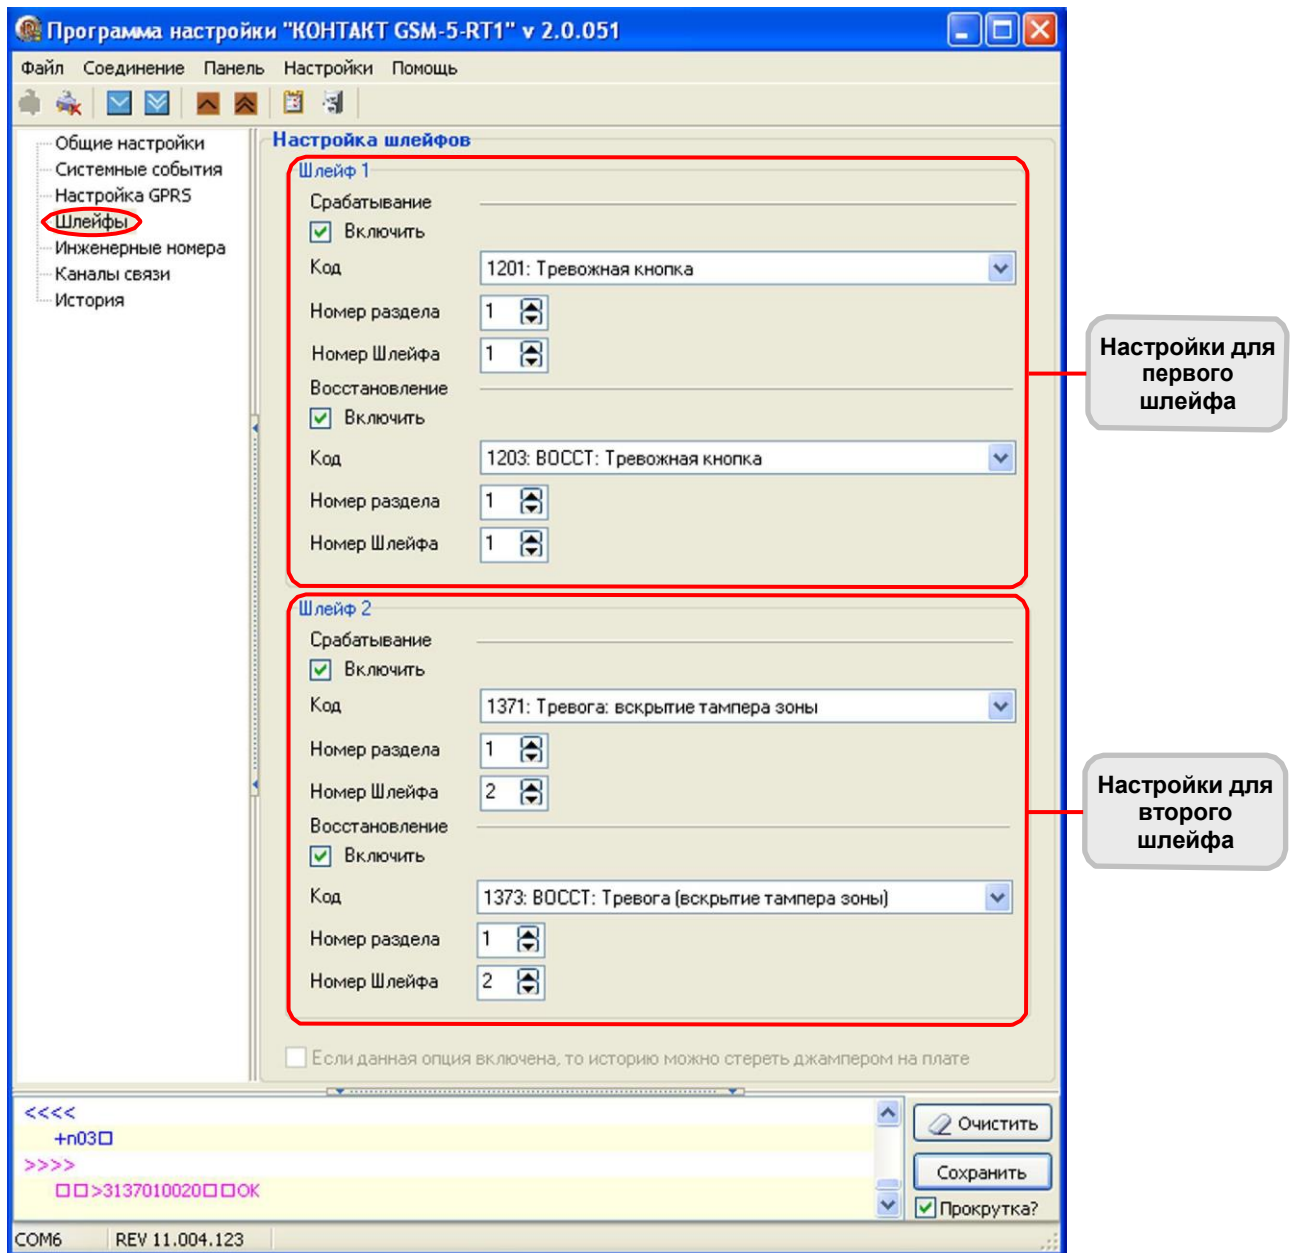 Программа настройки "КОНТАКТ GSM-5-RT1" v 2.0.051
Файл Соединение Панель Настройки Помощь
Общие настройки
Системные события
Настройка GPRS
Шлейфы
Инженерные номера
Каналы связи
История
Настройка шлейфов
Шлейф 1
Срабатывание
Включить
Код 1201: Тревожная кнопка
Номер раздела 1
Номер Шлейфа 1
Восстановление
Включить
Код 1203: ВОССТ: Тревожная кнопка
Номер раздела 1
Номер Шлейфа 1
Настройки для
первого
шлейфа
Шлейф 2
Срабатывание
Включить
Код 1371: Тревога: вскрытие тампера зоны
Номер раздела 1
Номер Шлейфа 2
Восстановление
Включить
Код 1373: ВОССТ: Тревога (вскрытие тампера зоны)
Номер раздела 1
Номер Шлейфа 2
Настройки для
второго
шлейфа
Если данная опция включена, то историю можно стереть джампером на плате
<<<<
+n03□
>>>>
□□>3137010020□□OK
Очистить
Сохранить
Прокрутка?
COM6 REV 11.004.123